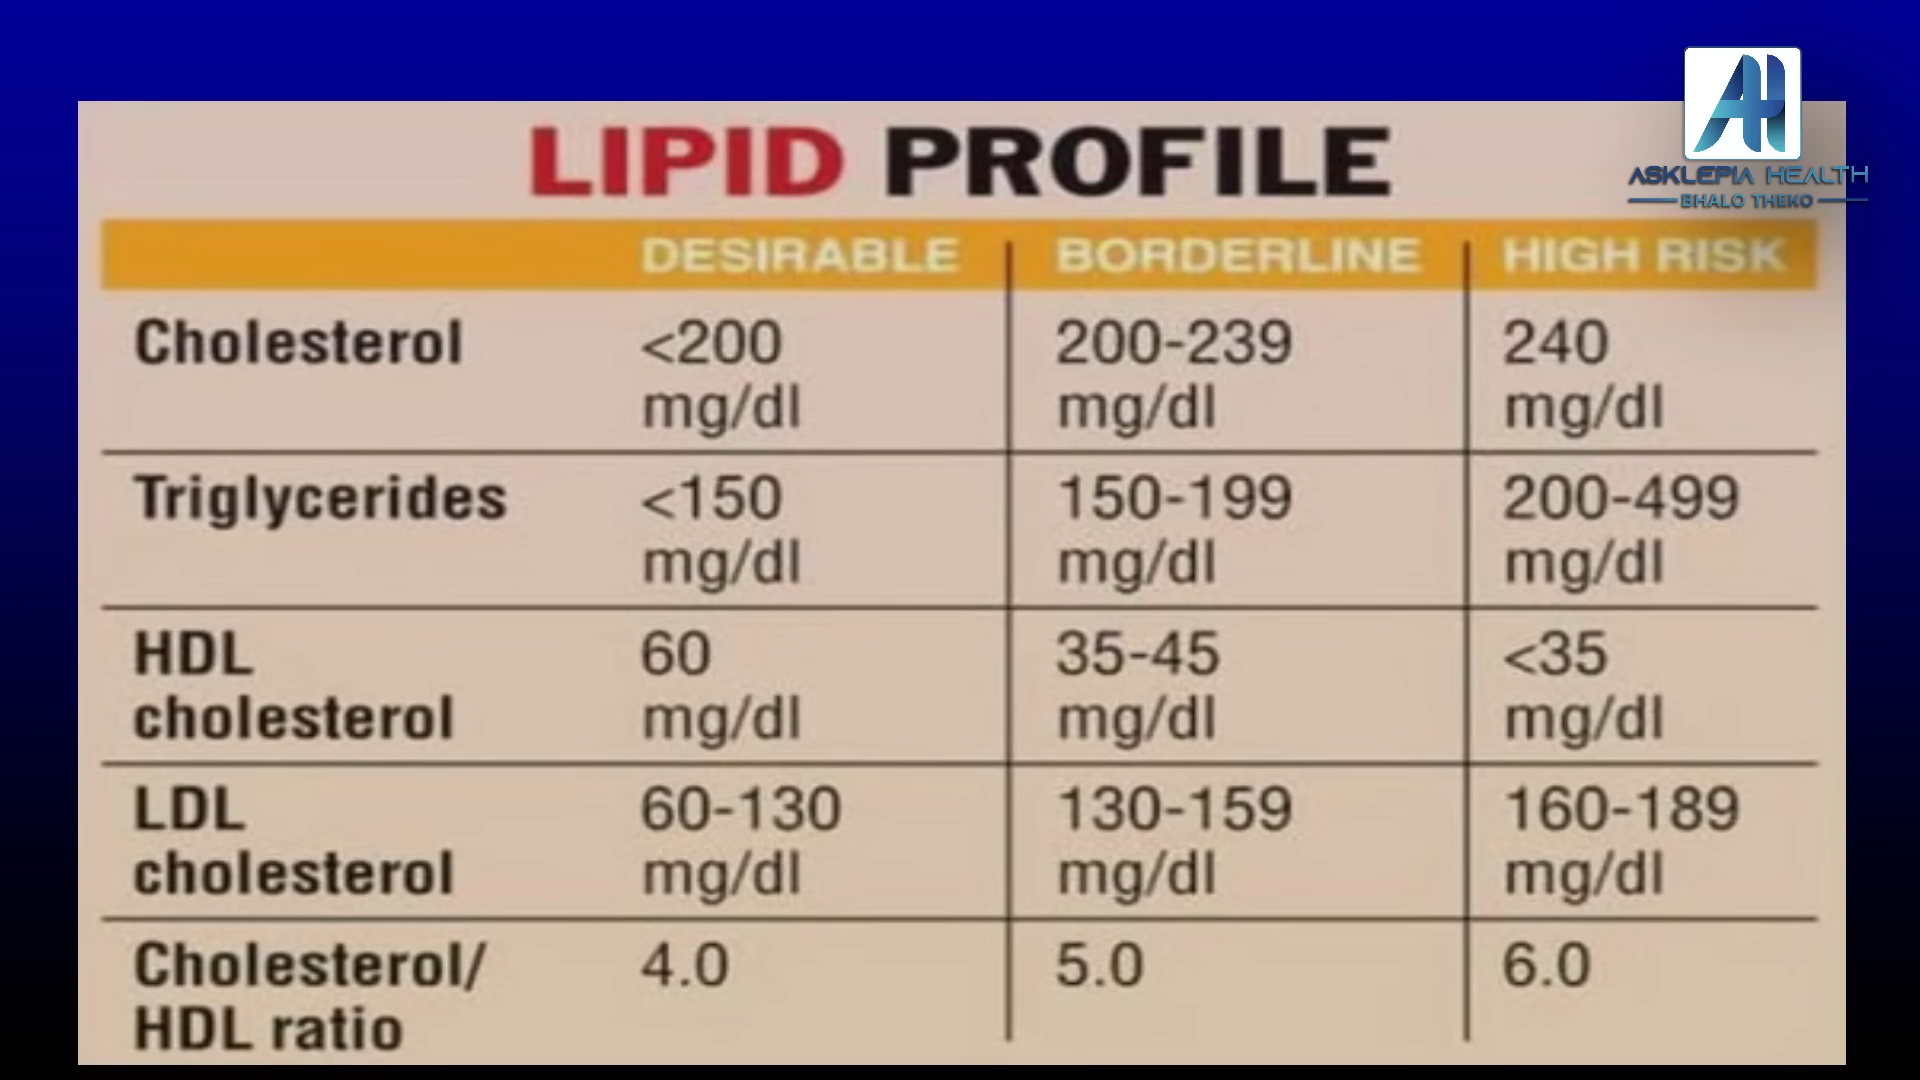 ASKLEPIA HEALTH
BHALO THEKO
LIPID PROFILE
DESIRABLE BORDERLINE HIGH RISK
Cholesterol <200 200-239 240
mg/dl mg/dl mg/dl
Triglycerides <150 150-199 200-499
mg/dl mg/dl mg/dl
HDL 60 35-45 <35
cholesterol mg/dl mg/dl mg/dl
LDL 60-130 130-159 160-189
cholesterol mg/dl mg/dl mg/dl
Cholesterol/ 4.0 5.0 6.0
HDL ratio